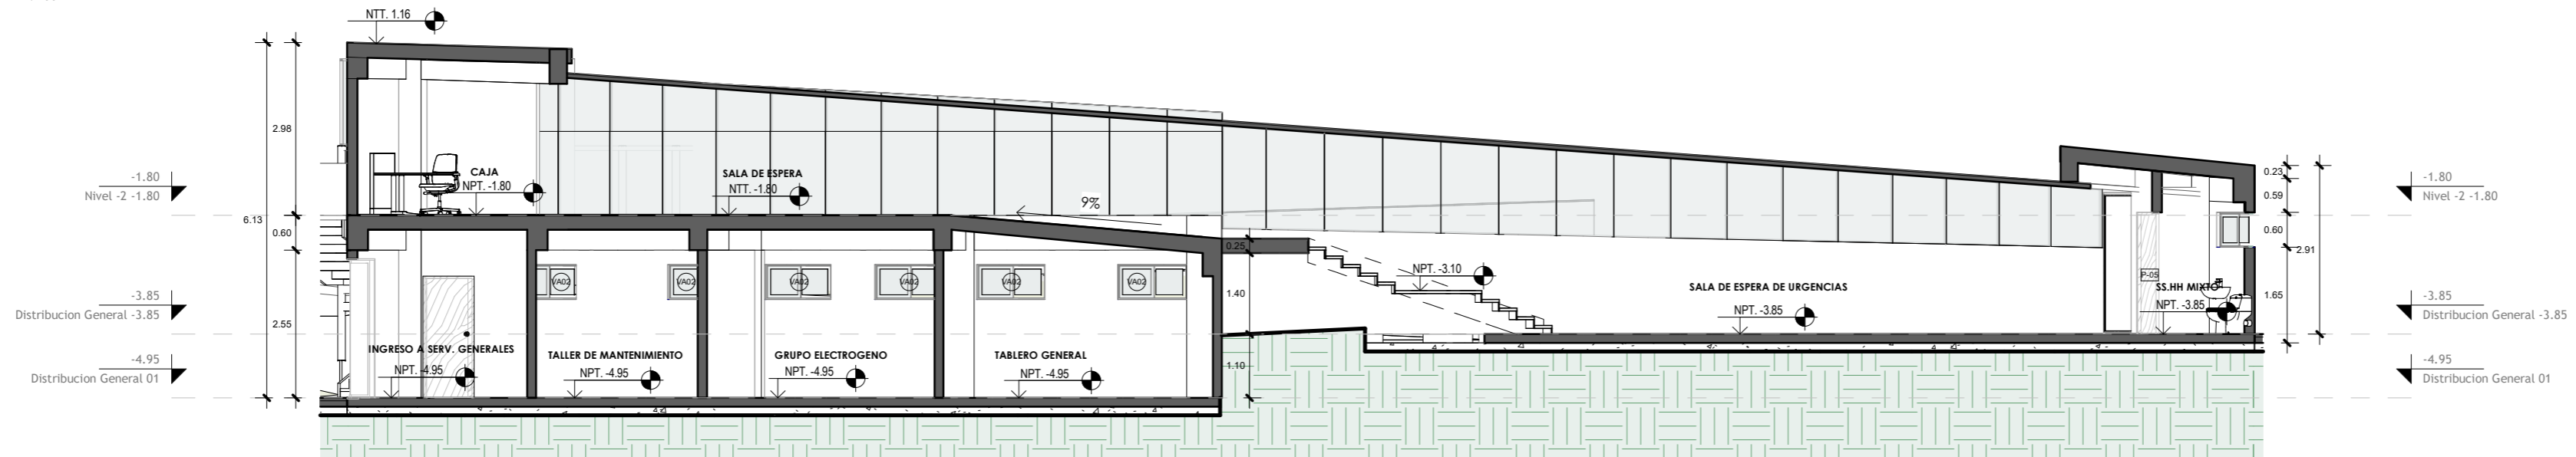 NTT. 1.16
2.98
6.13
0.60
2.55
-1.80
Nivel -2 -1.80
-3.85
Distribucion General -3.85
-4.95
Distribucion General 01
CAJA
NPT. -1.80
SALA DE ESPERA
NTT. -1.80
9%
VA02
VA02
VA02
VA02
VA02
VA02
INGRESO A SERV. GENERALES
NPT. -4.95
TALLER DE MANTENIMIENTO
NPT. -4.95
GRUPO ELECTROGENO
NPT. -4.95
TABLERO GENERAL
NPT. -4.95
0.25
1.40
1.10
NPT. -3.10
SALA DE ESPERA DE URGENCIAS
NPT. -3.85
P-05
SS.HH MIXTO
NPT. -3.85
0.23
0.59
0.60
2.91
1.65
-1.80
Nivel -2 -1.80
-3.85
Distribucion General -3.85
-4.95
Distribucion General 01